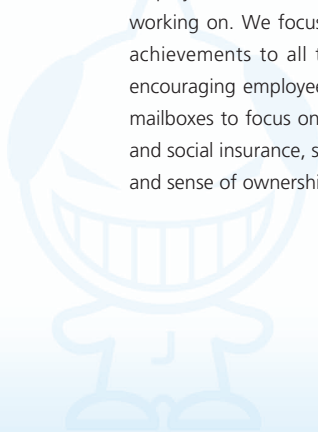 working on. We focus
achievements to all
encouraging employee
mailboxes to focus on
and social insurance, s
and sense of ownershi
J